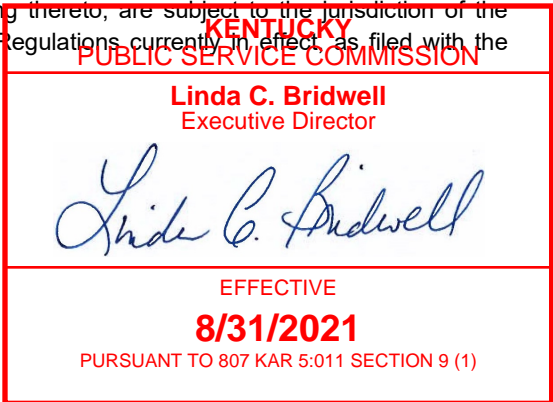 g thereto, are subject to the jurisdiction of the
KENTUCKY
Regulations currently in effect, as filed with the
PUBLIC SERVICE COMMISSION
Linda C. Bridwell
Executive Director
Linda C. Bridwell
EFFECTIVE
8/31/2021
PURSUANT TO 807 KAR 5:011 SECTION 9 (1)